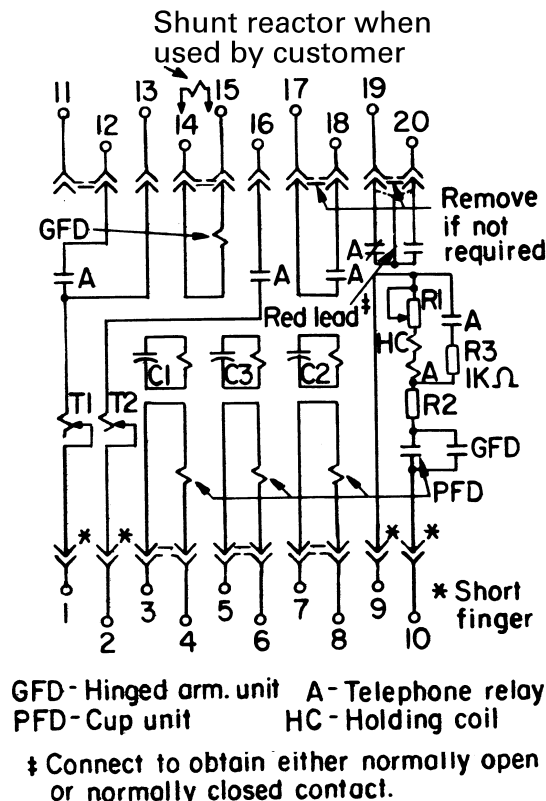 Shunt reactor when
used by customer
11
13
15
17
19
12
14
16
18
20
Remove
if not
required
GFD
A
A
A
A
Red lead‡
R1
HC
A
R3
1KΩ
A
R2
C1
C3
C2
T1
T2
GFD
PFD
*
*
*
*
* Short
finger
1
3
5
7
9
2
4
6
8
10
GFD - Hinged arm. unit
A - Telephone relay
PFD - Cup unit
HC - Holding coil
‡ Connect to obtain either normally open
or normally closed contact.